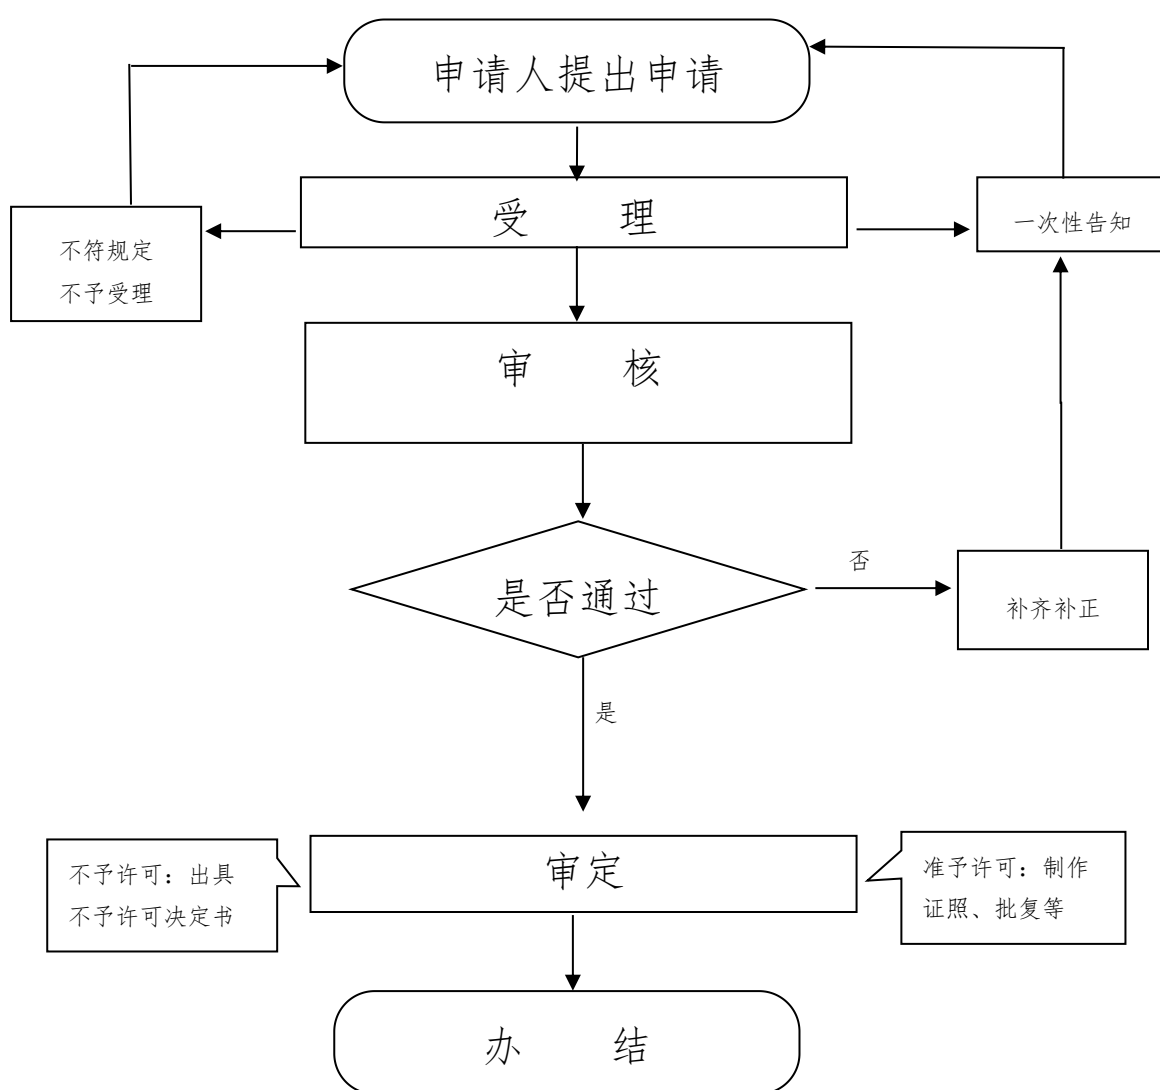 申请人提出申请
受 理
一次性告知
不符规定
不予受理
审 核
是否通过
否
补齐补正
是
不予许可：出具
不予许可决定书
审定
准予许可：制作
证照、批复等
办 结